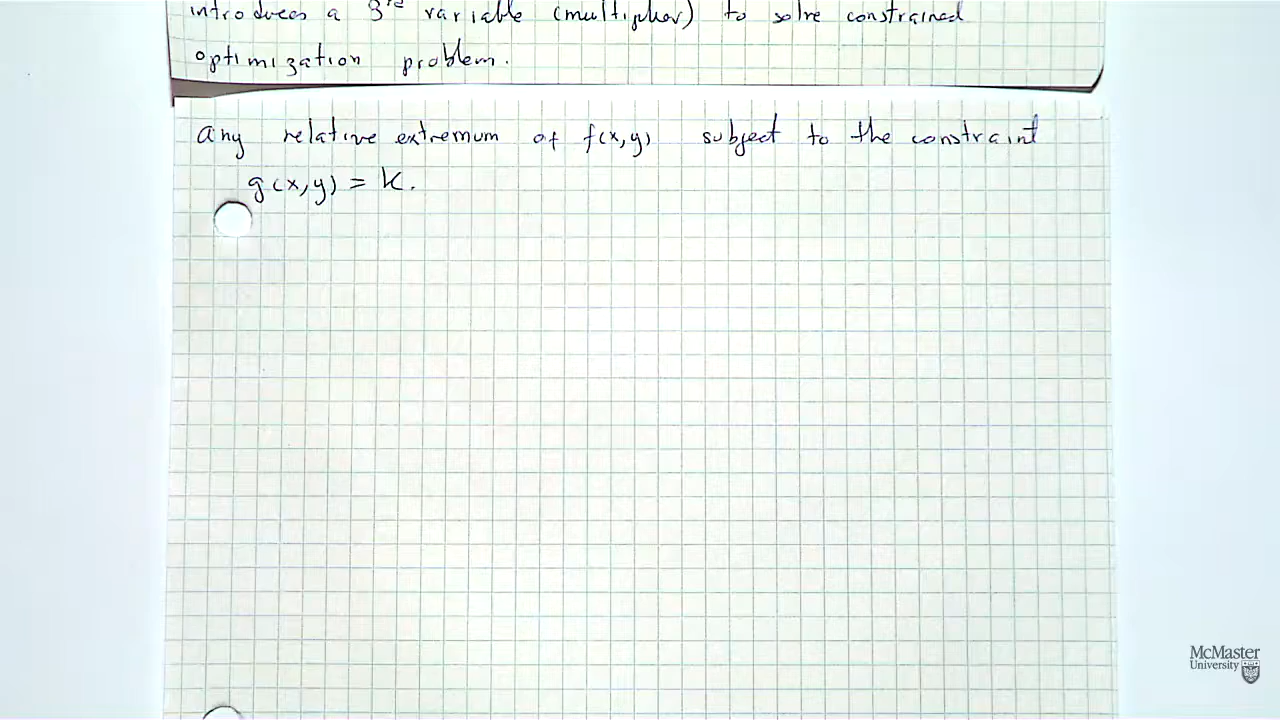 introduces a 3rd variable (multiplier) to solve constrained
optimization problem.
any relative extremum of f(x,y) subject to the constraint
g(x,y) = K.
McMaster
University